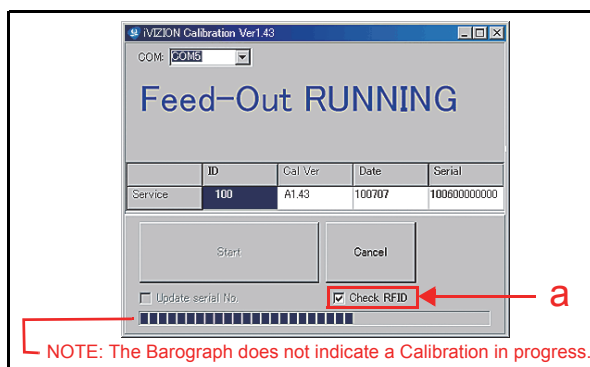 iVIZION Calibration Ver1.43
COM: COM5
Feed-Out RUNNING
ID Cal Ver Date Serial
Service 100 A1.43 100707 100600000000
Start Cancel
Update serial No. Check RFID a
NOTE: The Barograph does not indicate a Calibration in progress.